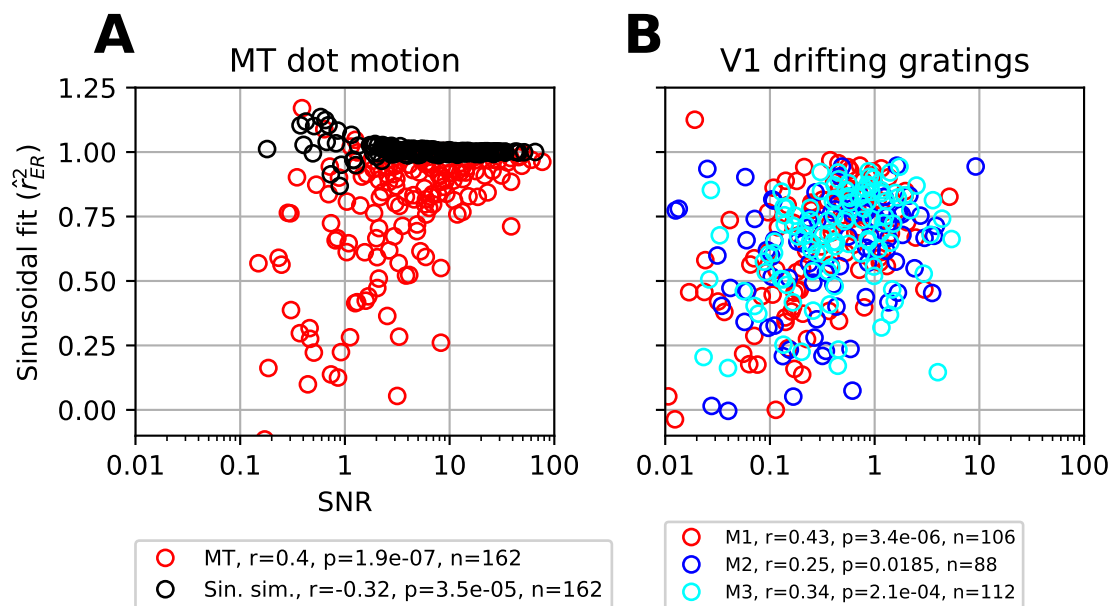 A
B
MT dot motion
V1 drifting gratings
Sinusoidal fit (r̂²_ER)
1.25
1.00
0.75
0.50
0.25
0.00
0.01
0.1
1
10
100
0.01
0.1
1
10
100
SNR
MT, r=0.4, p=1.9e-07, n=162
Sin. sim., r=-0.32, p=3.5e-05, n=162
M1, r=0.43, p=3.4e-06, n=106
M2, r=0.25, p=0.0185, n=88
M3, r=0.34, p=2.1e-04, n=112